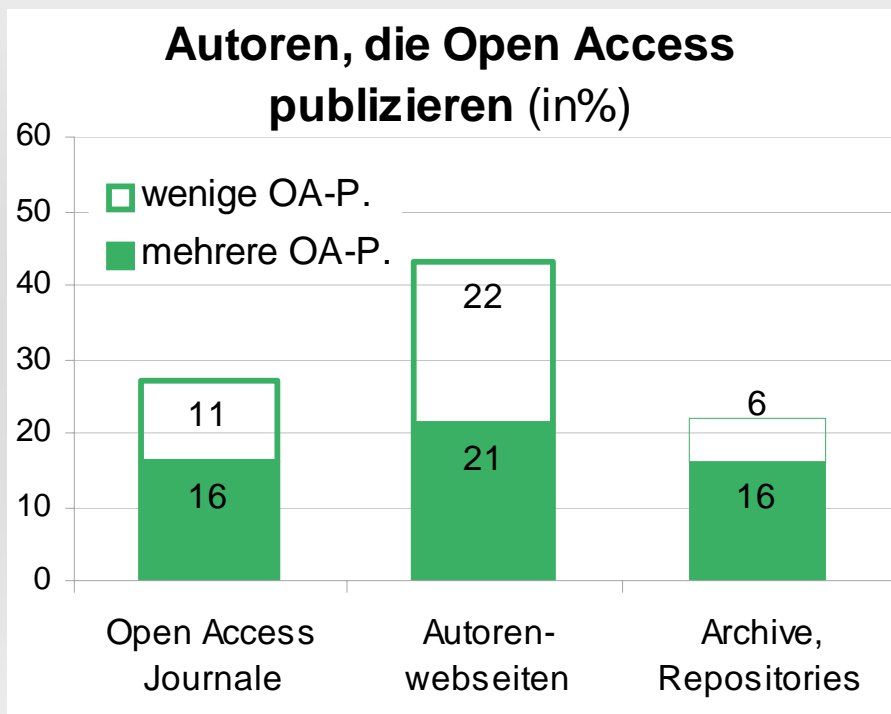 Autoren, die Open Access
publizieren (in%)
60
50
40
30
20
10
0
wenige OA-P.
mehrere OA-P.
11
16
22
21
6
16
Open Access
Journale
Autoren-
webseiten
Archive,
Repositories